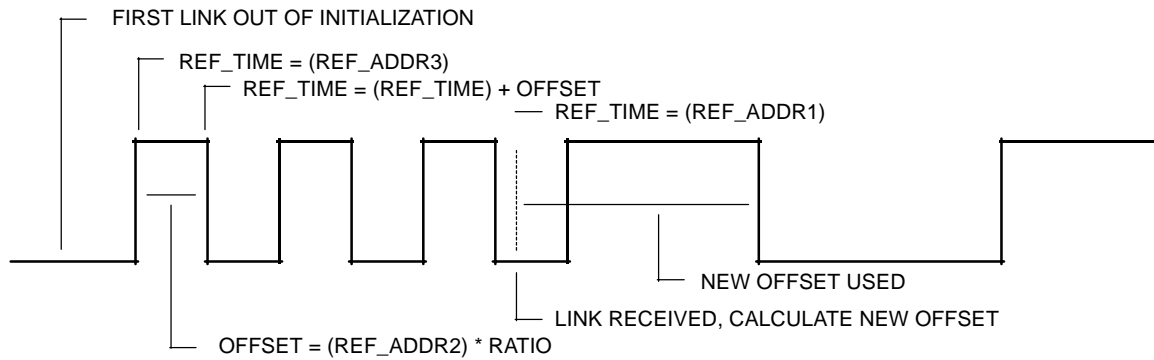 FIRST LINK OUT OF INITIALIZATION
REF_TIME = (REF_ADDR3)
REF_TIME = (REF_TIME) + OFFSET
REF_TIME = (REF_ADDR1)
NEW OFFSET USED
LINK RECEIVED, CALCULATE NEW OFFSET
OFFSET = (REF_ADDR2) * RATIO